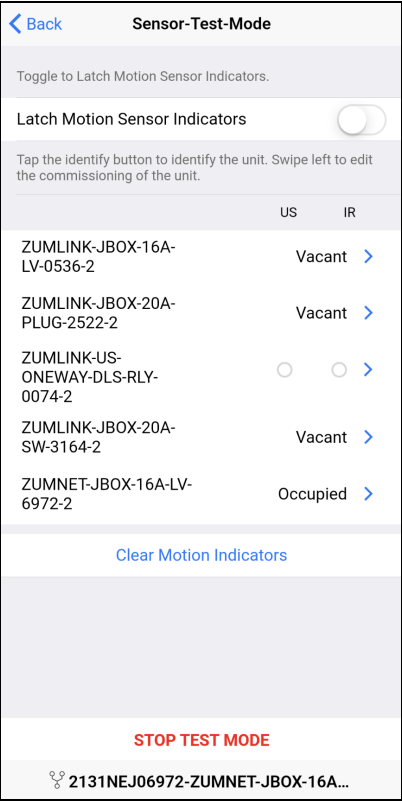 Back
Sensor-Test-Mode
Toggle to Latch Motion Sensor Indicators.
Latch Motion Sensor Indicators
Tap the identify button to identify the unit. Swipe left to edit
the commissioning of the unit.
US IR
ZUMLINK-JBOX-16A-
LV-0536-2
Vacant
ZUMLINK-JBOX-20A-
PLUG-2522-2
Vacant
ZUMLINK-US-
ONEWAY-DLS-RLY-
0074-2
ZUMLINK-JBOX-20A-
SW-3164-2
Vacant
ZUMNET-JBOX-16A-LV-
6972-2
Occupied
Clear Motion Indicators
STOP TEST MODE
2131NEJ06972-ZUMNET-JBOX-16A...